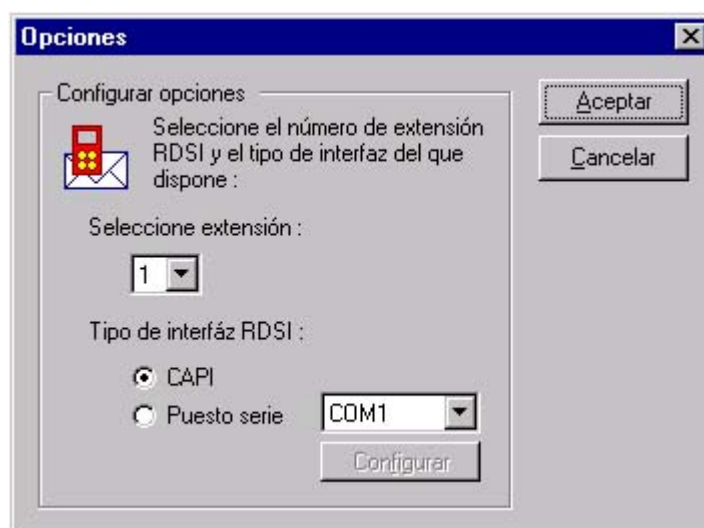 Opciones
Configurar opciones
Seleccione el número de extensión
RDSI y el tipo de interfaz del que
dispone :
Seleccione extensión :
1
Tipo de interfáz RDSI :
CAPI
Puesto serie
COM1
Configurar
Aceptar
Cancelar